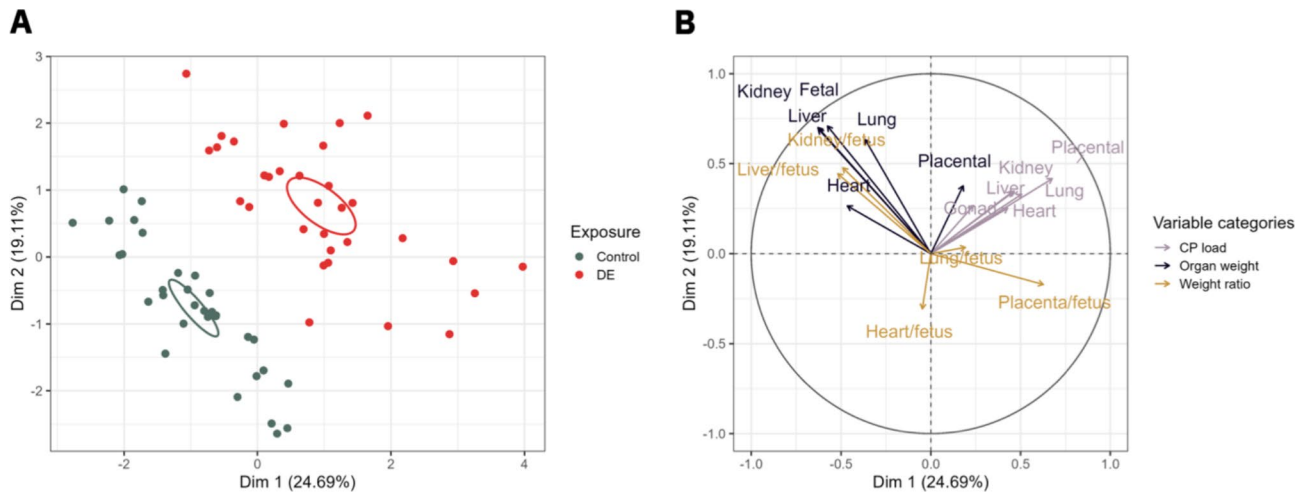 A
3
2
1
0
-1
-2
-2
0
2
4
Dim 2 (19.11%)
Dim 1 (24.69%)
Exposure
Control
DE
B
1.0
0.5
0.0
-0.5
-1.0
-1.0
-0.5
0.0
0.5
1.0
Dim 2 (19.11%)
Dim 1 (24.69%)
Kidney
Fetal
Liver
Lung
Kidney/fetus
Liver/fetus
Heart
Placental
Placental
Kidney
Liver
Lung
Gonad
Heart
Lung/fetus
Placenta/fetus
Heart/fetus
Variable categories
CP load
Organ weight
Weight ratio